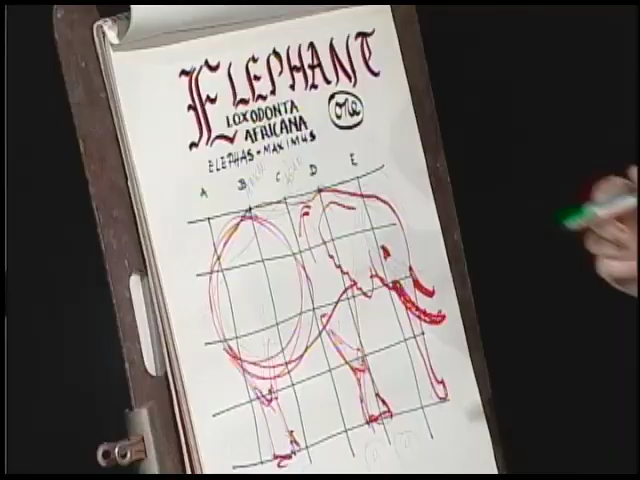 ELEPHANT
LOXODONTA
AFRICANA
one
ELEPHAS - MAXIMUS
A B C D E